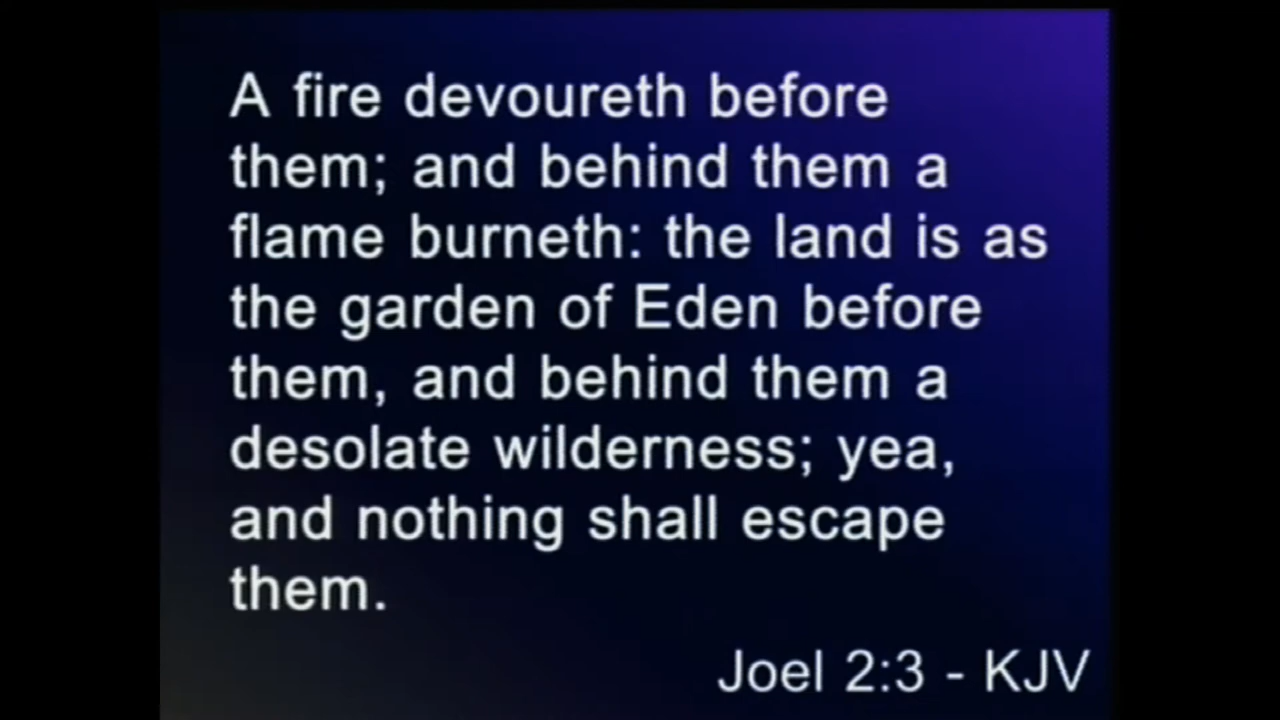 A fire devoureth before
them; and behind them a
flame burneth: the land is as
the garden of Eden before
them, and behind them a
desolate wilderness; yea,
and nothing shall escape
them.
Joel 2:3 - KJV